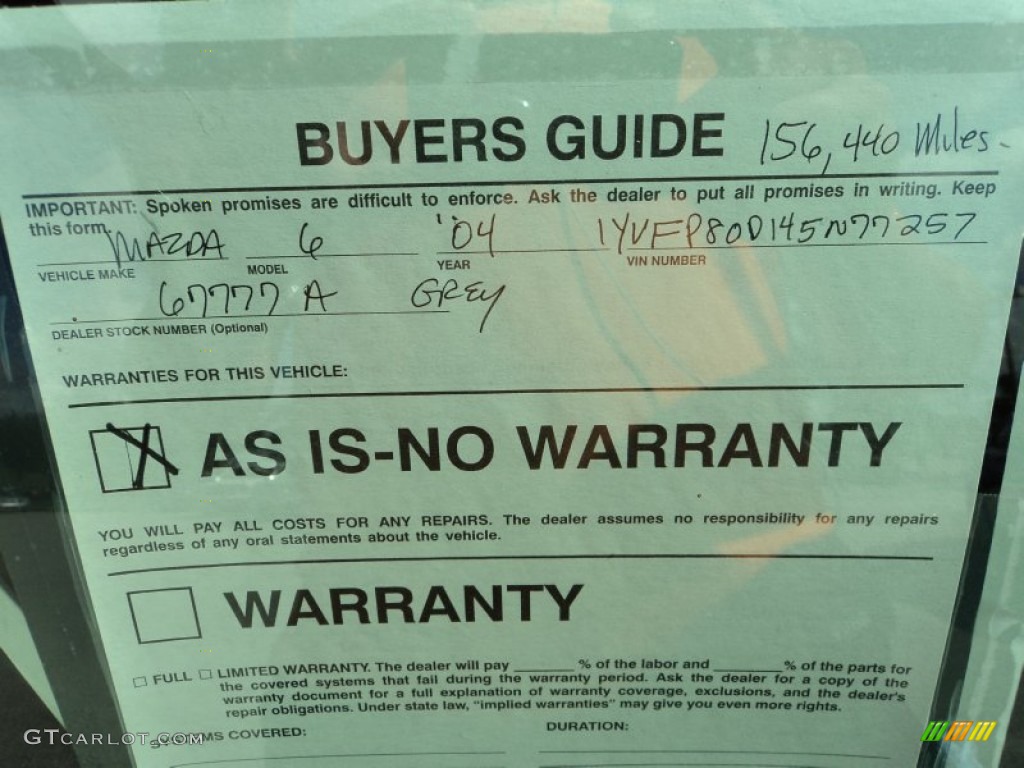 BUYERS GUIDE 156,440 Miles
IMPORTANT: Spoken promises are difficult to enforce. Ask the dealer to put all promises in writing. Keep
this form.
MAZDA 6 '04 1YVFP80D145N77257
VEHICLE MAKE MODEL YEAR VIN NUMBER
67777 A GREY
DEALER STOCK NUMBER (Optional)
WARRANTIES FOR THIS VEHICLE:
X AS IS-NO WARRANTY
YOU WILL PAY ALL COSTS FOR ANY REPAIRS. The dealer assumes no responsibility for any repairs
regardless of any oral statements about the vehicle.
WARRANTY
FULL LIMITED WARRANTY. The dealer will pay ______ % of the labor and ______ % of the parts for
the covered systems that fail during the warranty period. Ask the dealer for a copy of the
warranty document for a full explanation of warranty coverage, exclusions, and the dealer's
repair obligations. Under state law, "implied warranties" may give you even more rights.
COVERED: DURATION:
GTCARLOT.COM